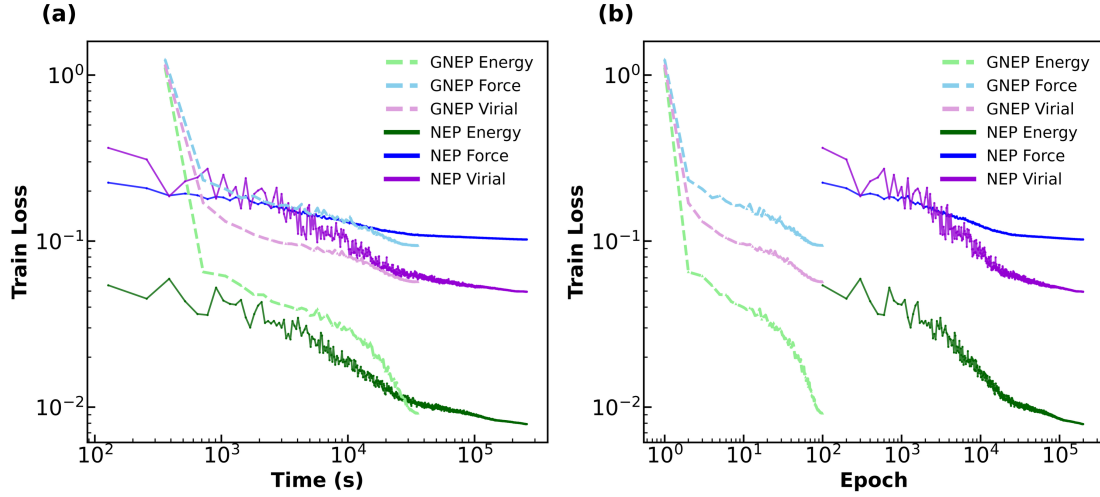 (a)
Train Loss
10⁰
10⁻¹
10⁻²
GNEP Energy
GNEP Force
GNEP Virial
NEP Energy
NEP Force
NEP Virial
10² 10³ 10⁴ 10⁵
Time (s)
(b)
Train Loss
10⁰
10⁻¹
10⁻²
GNEP Energy
GNEP Force
GNEP Virial
NEP Energy
NEP Force
NEP Virial
10⁰ 10¹ 10² 10³ 10⁴ 10⁵
Epoch